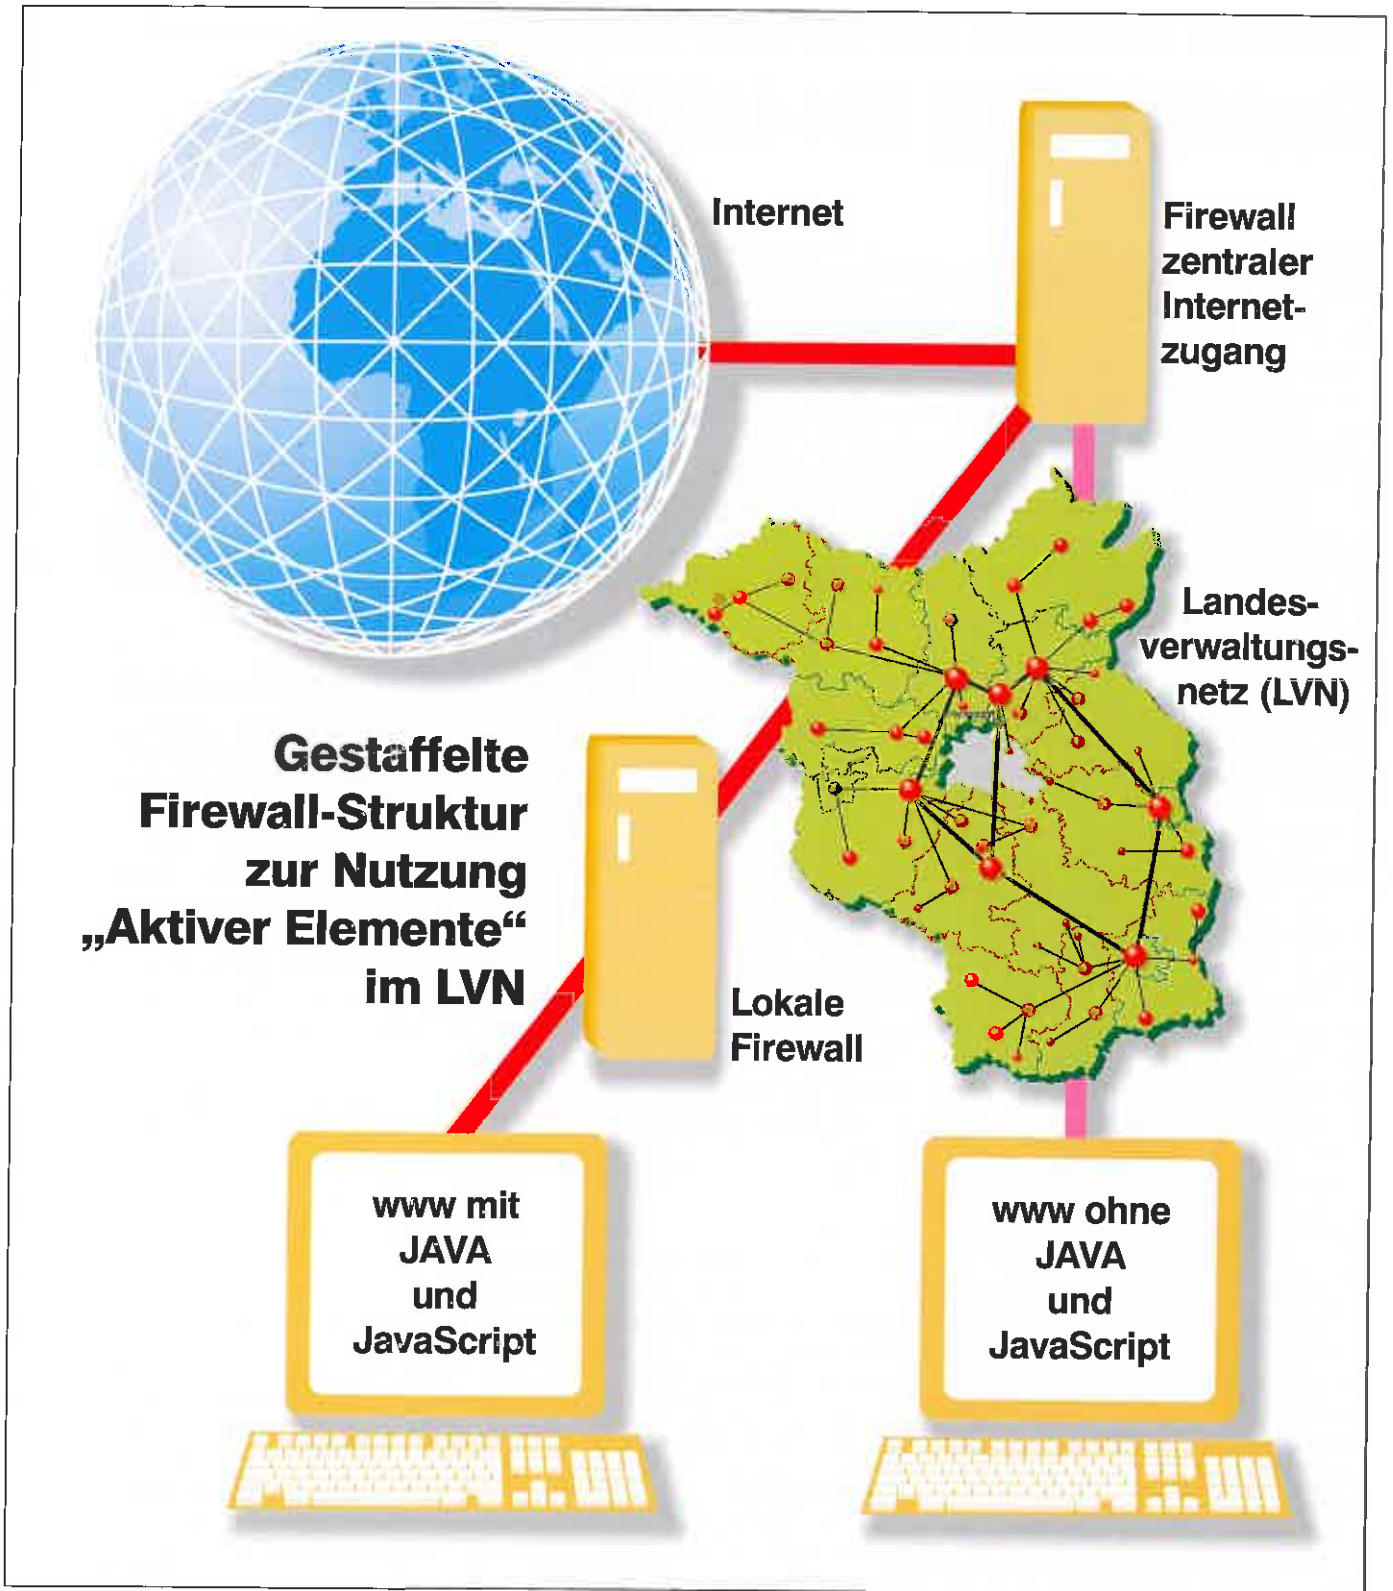 Internet
Firewall
zentraler
Internet-
zugang
Landes-
verwaltungs-
netz (LVN)
Gestaffelte
Firewall-Struktur
zur Nutzung
„Aktiver Elemente“
im LVN
Lokale
Firewall
www mit
JAVA
und
JavaScript
www ohne
JAVA
und
JavaScript